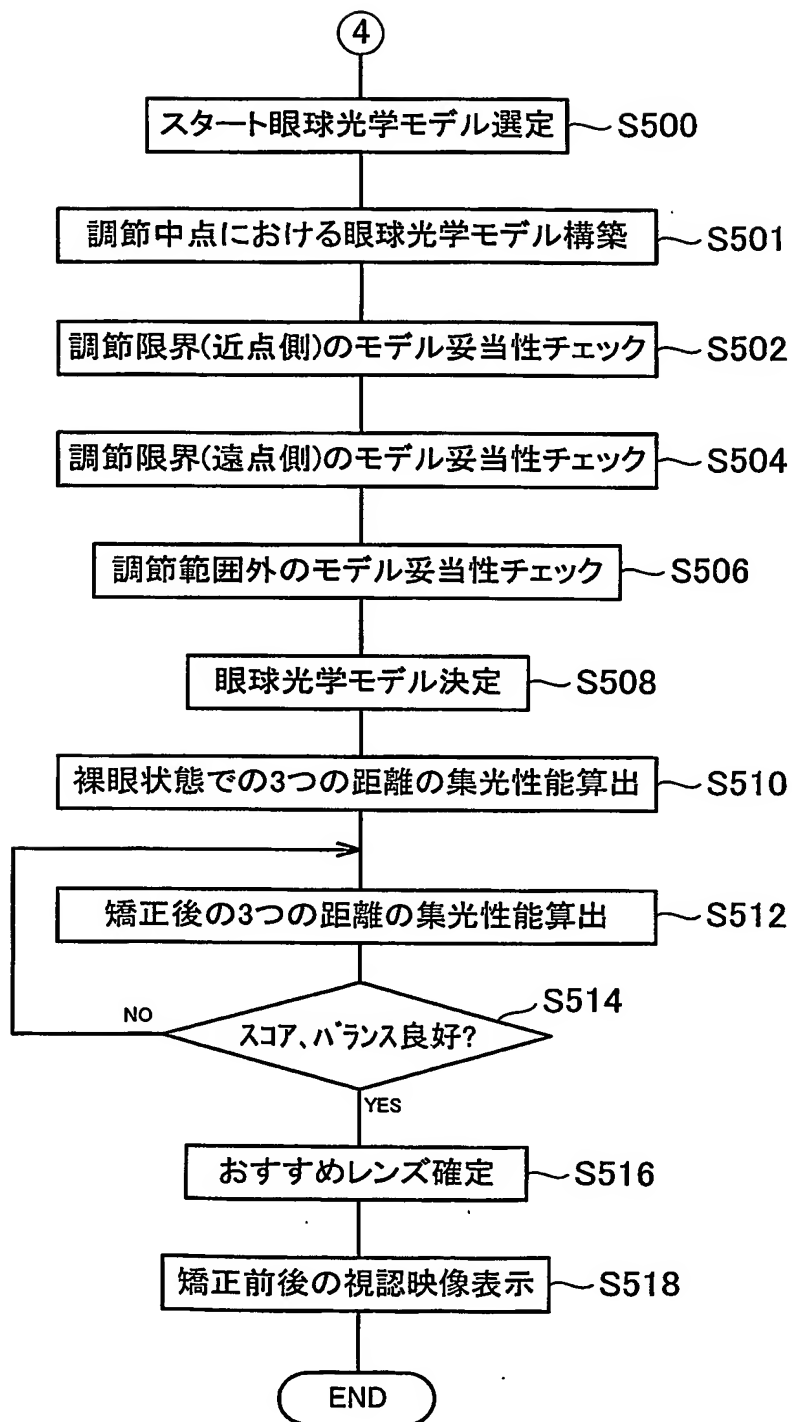 4
スタート眼球光学モデル選定 S500
調節中点における眼球光学モデル構築 S501
調節限界(近点側)のモデル妥当性チェック S502
調節限界(遠点側)のモデル妥当性チェック S504
調節範囲外のモデル妥当性チェック S506
眼球光学モデル決定 S508
裸眼状態での3つの距離の集光性能算出 S510
矯正後の3つの距離の集光性能算出 S512
S514
NO
スコア、バランス良好?
YES
おすすめレンズ確定 S516
矯正前後の視認映像表示 S518
END